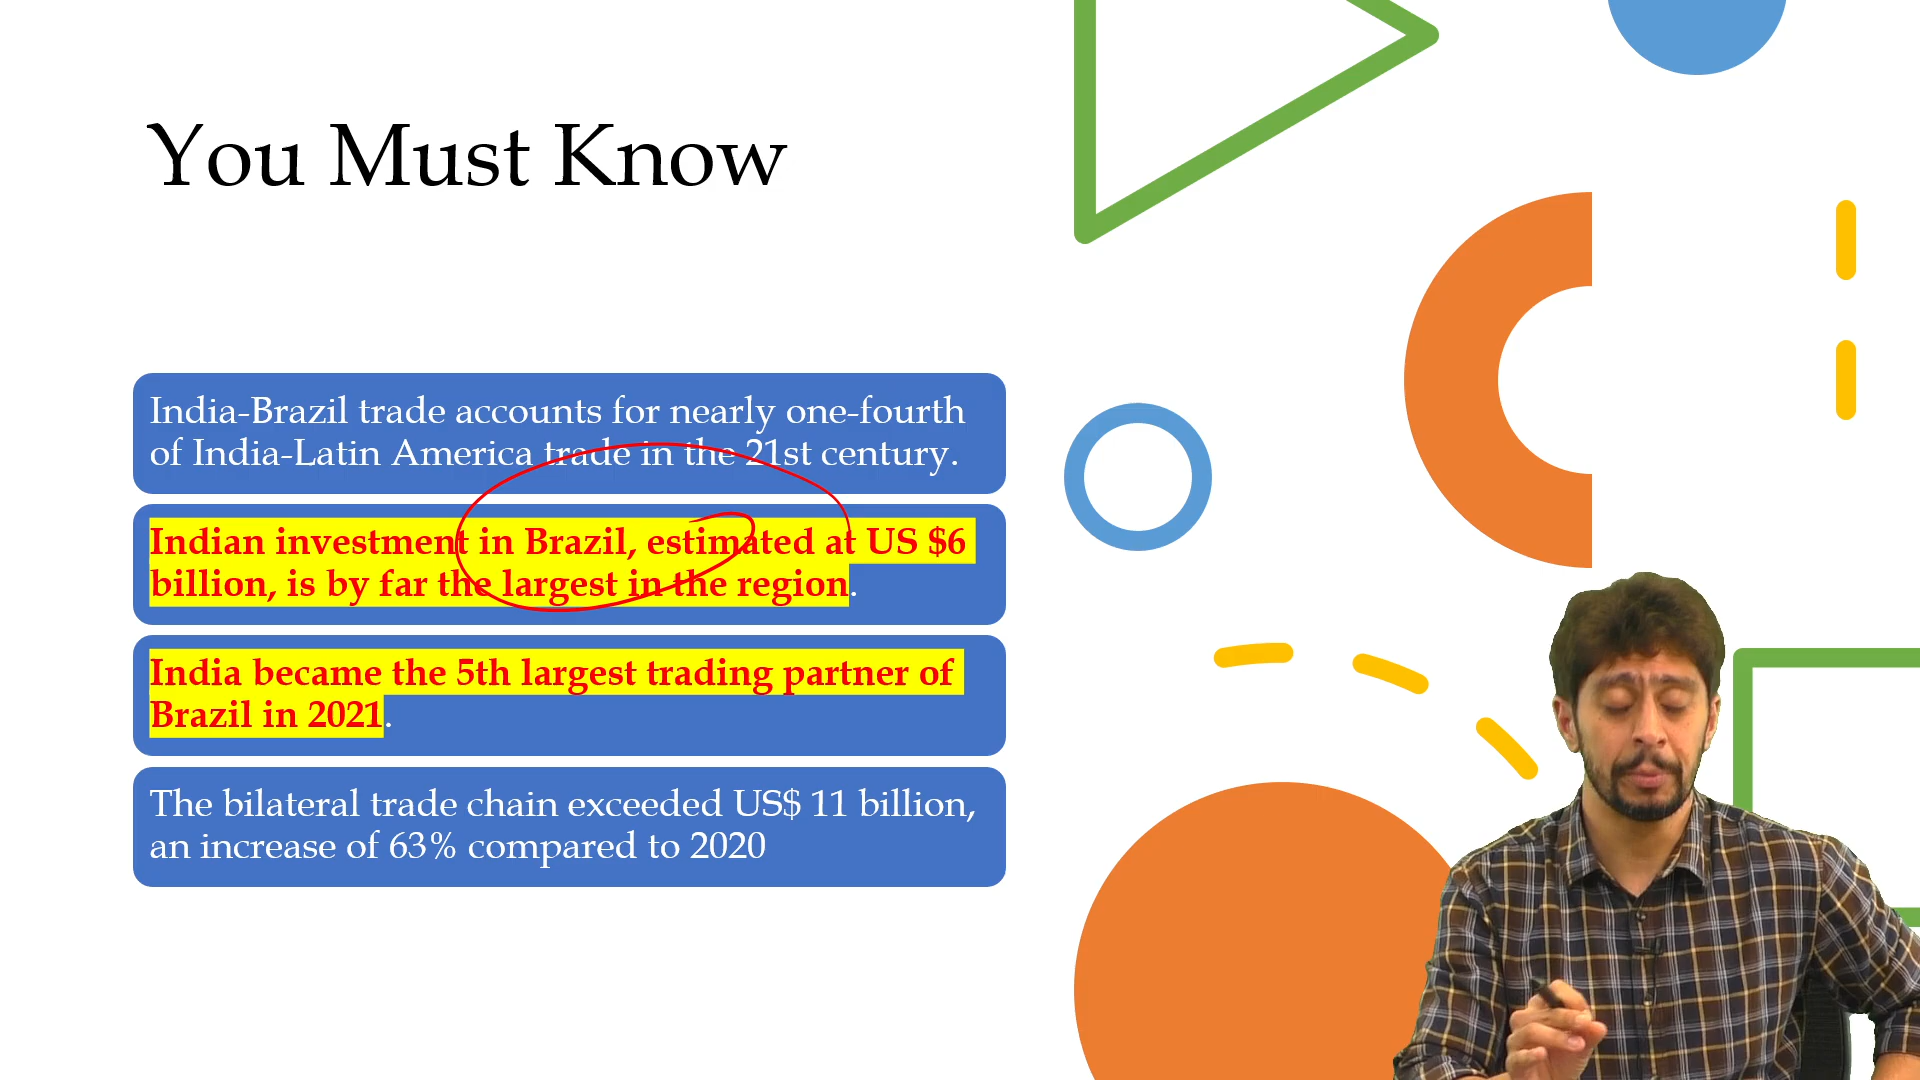 You Must Know
India-Brazil trade accounts for nearly one-fourth
of India-Latin America trade in the 21st century.
Indian investment in Brazil, estimated at US $6
billion, is by far the largest in the region.
India became the 5th largest trading partner of
Brazil in 2021.
The bilateral trade chain exceeded US$ 11 billion,
an increase of 63% compared to 2020